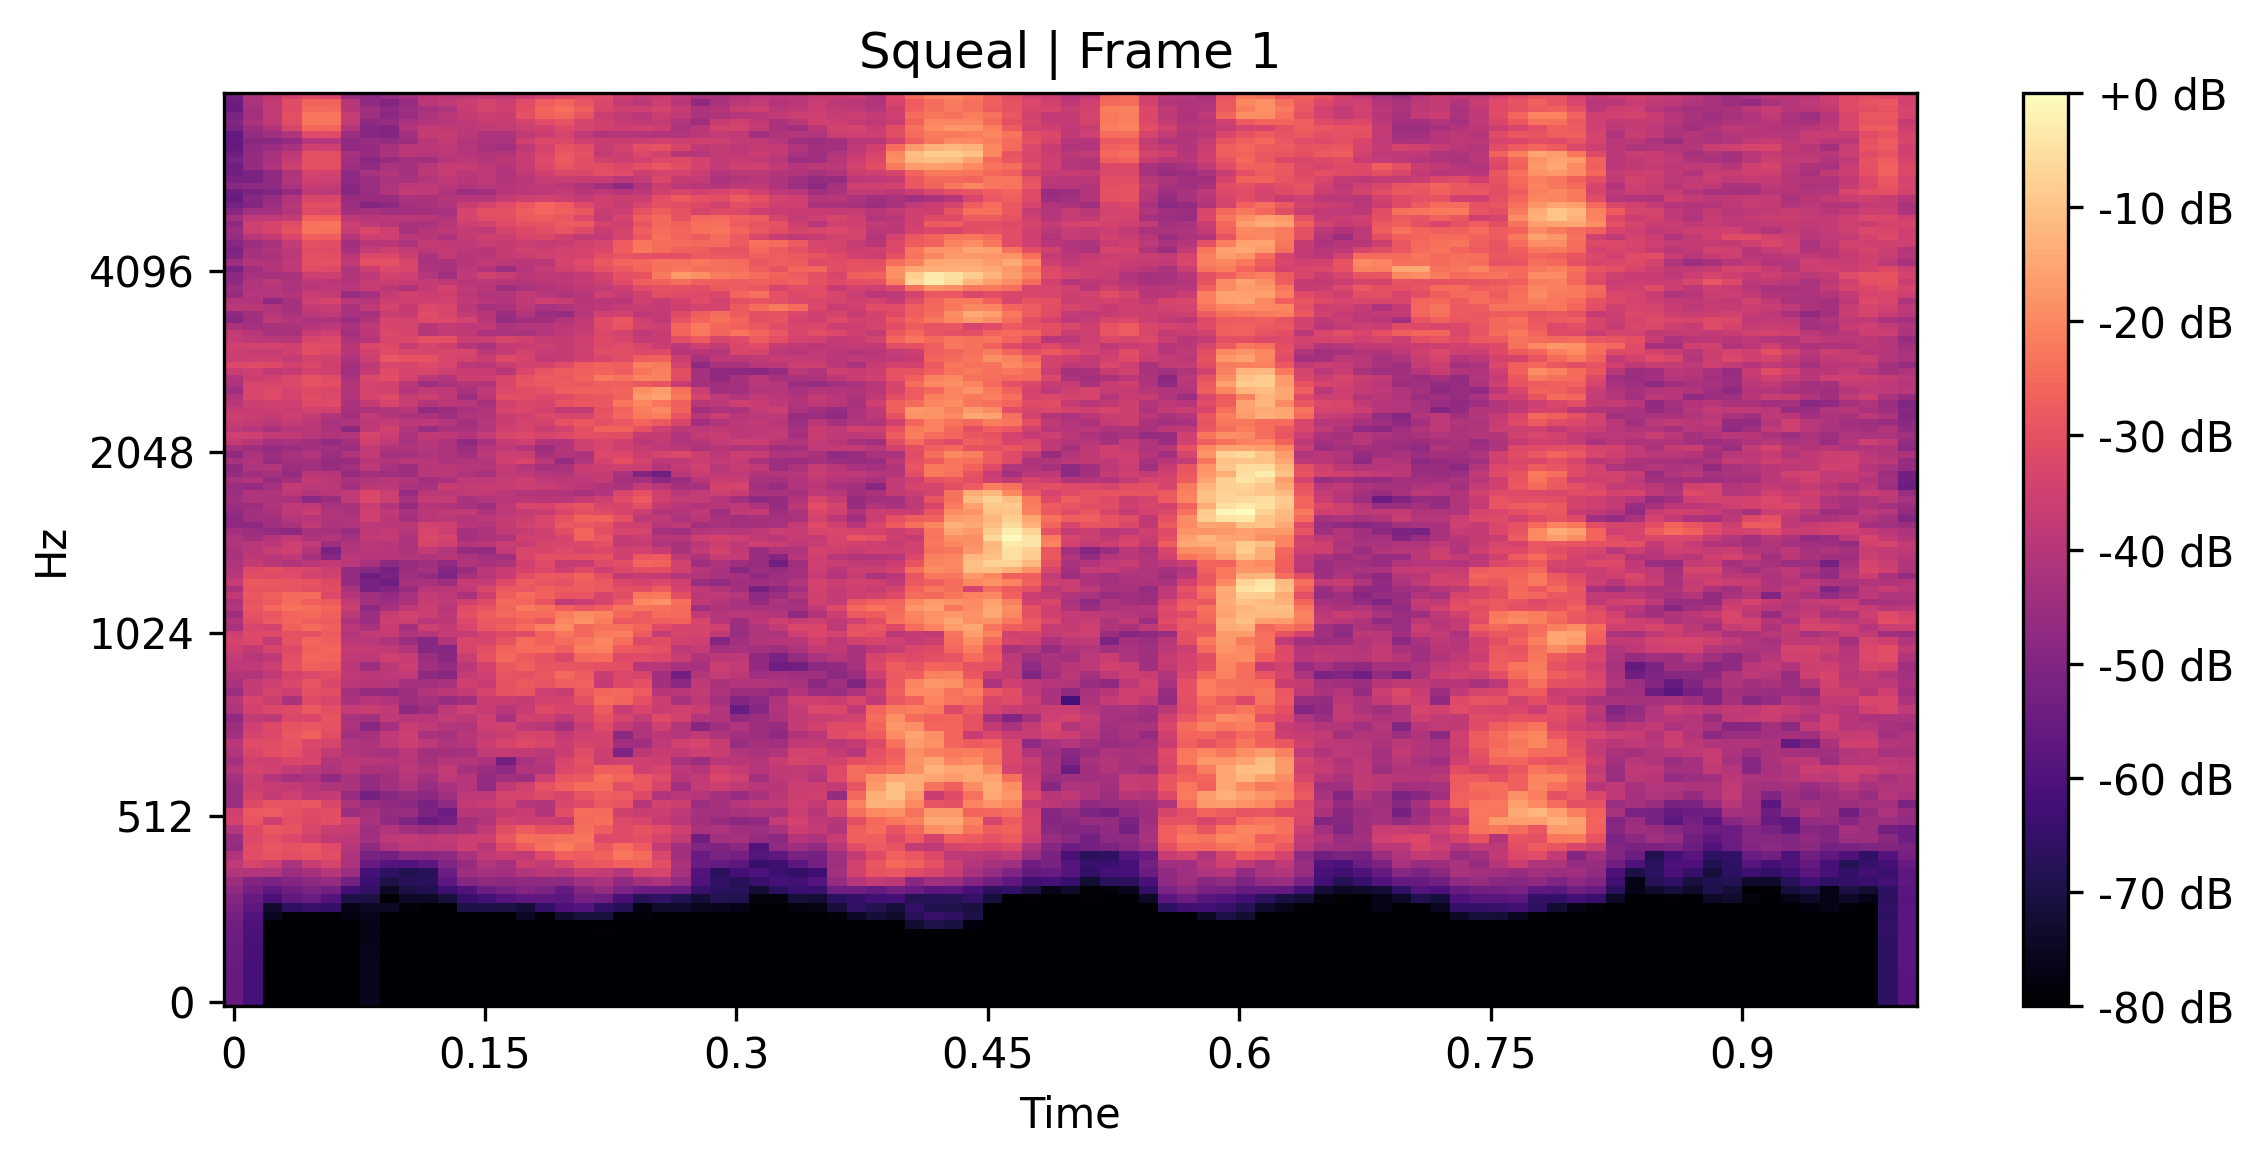 Squeal | Frame 1
+0 dB
-10 dB
-20 dB
-30 dB
-40 dB
-50 dB
-60 dB
-70 dB
-80 dB
Hz
4096
2048
1024
512
0
0 0.15 0.3 0.45 0.6 0.75 0.9
Time